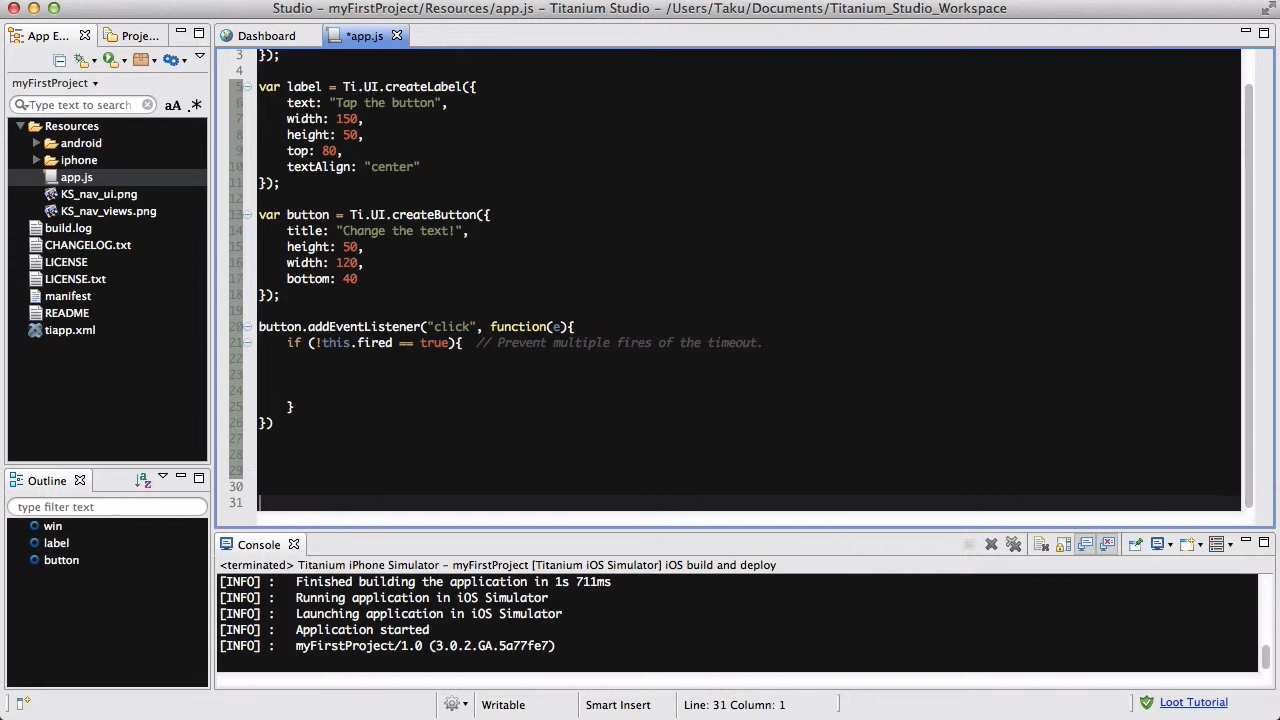 Studio - myFirstProject/Resources/app.js - Titanium Studio - /Users/Taku/Documents/Titanium_Studio_Workspace
App E...
Proje...
myFirstProject
Type text to search
aA .*
Resources
android
iphone
app.js
KS_nav_ui.png
KS_nav_views.png
build.log
CHANGELOG.txt
LICENSE
LICENSE.txt
manifest
README
tiapp.xml
Outline
type filter text
win
label
button
Dashboard
*app.js
3 });
4
5 var label = Ti.UI.createLabel({
6 text: "Tap the button",
7 width: 150,
8 height: 50,
9 top: 80,
10 textAlign: "center"
11 });
12
13 var button = Ti.UI.createButton({
14 title: "Change the text!",
15 height: 50,
16 width: 120,
17 bottom: 40
18 });
19
20 button.addEventListener("click", function(e){
21 if (!this.fired == true){ // Prevent multiple fires of the timeout.
22
23
24
25 }
26 })
27
28
29
30
31
Console
<terminated> Titanium iPhone Simulator - myFirstProject [Titanium iOS Simulator] iOS build and deploy
[INFO] : Finished building the application in 1s 711ms
[INFO] : Running application in iOS Simulator
[INFO] : Launching application in iOS Simulator
[INFO] : Application started
[INFO] : myFirstProject/1.0 (3.0.2.GA.5a77fe7)
Writable
Smart Insert
Line: 31 Column: 1
Loot Tutorial